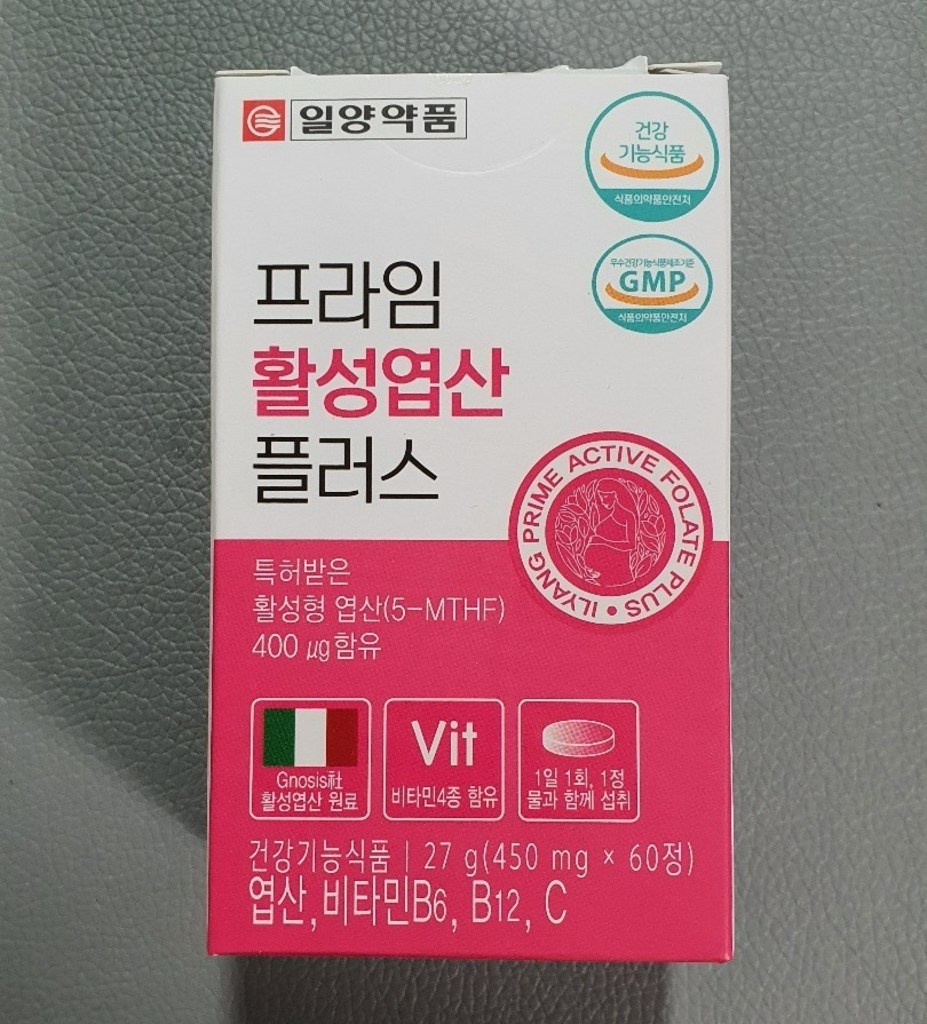 일양약품
건강
기능식품
식품의약품안전처
우수건강기능식품제조기준
GMP
식품의약품안전처
프라임
활성엽산
플러스
ILYANG PRIME ACTIVE FOLATE PLUS •
특허받은
활성형 엽산(5-MTHF)
400 μg 함유
Gnosis社
활성엽산 원료
Vit
비타민4종 함유
1일 1회, 1정
물과 함께 섭취
건강기능식품 | 27 g(450 mg × 60정)
엽산, 비타민B6, B12, C